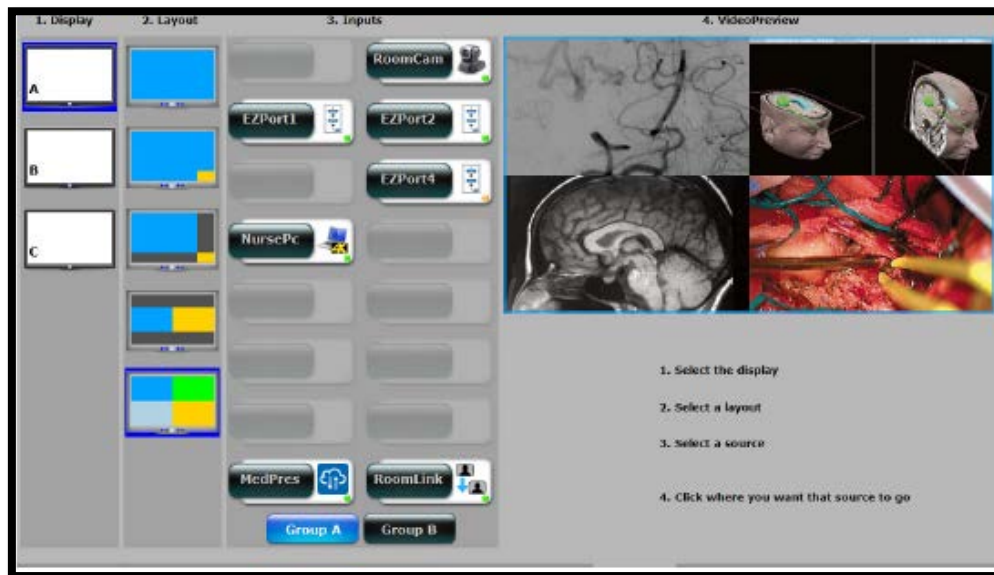 1. Display
2. Layout
3. Inputs
4. VideoPreview
A
B
C
RoomCam
EZPort1
EZPort2
EZPort4
NursePc
MedPres
RoomLink
Group A
Group B
1. Select the display
2. Select a layout
3. Select a source
4. Click where you want that source to go